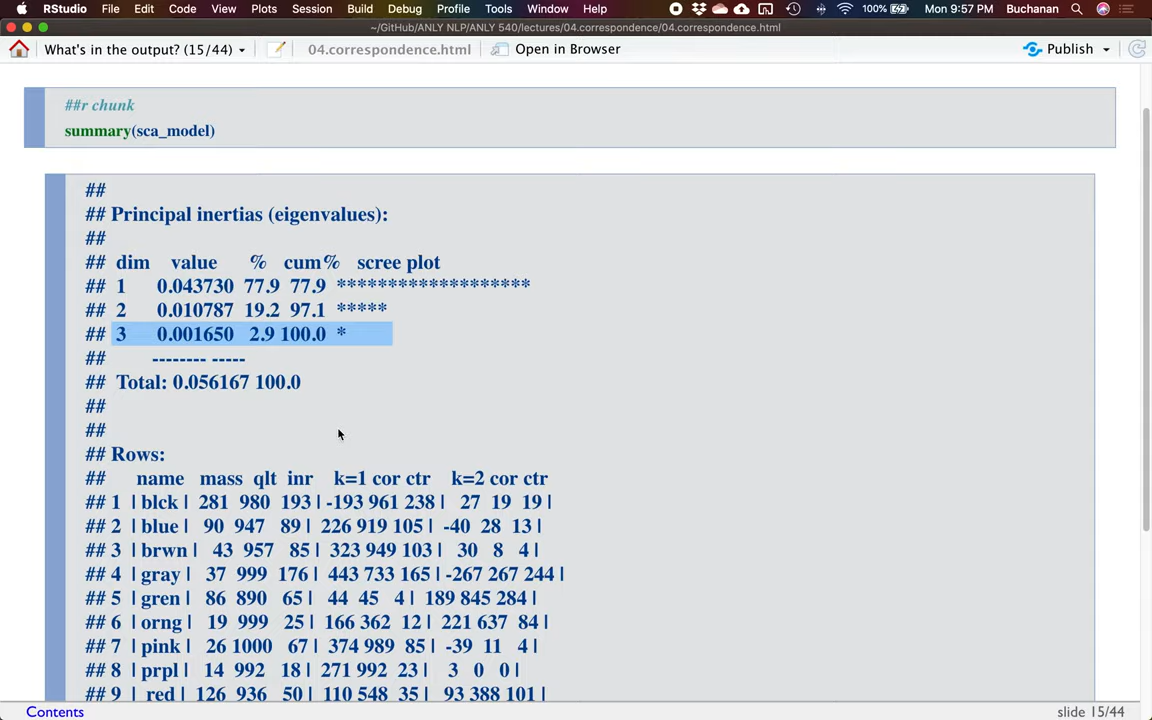 RStudio File Edit Code View Plots Session Build Debug Profile Tools Window Help 100% Mon 9:57 PM Buchanan
~/GitHub/ANLY NLP/ANLY 540/lectures/04.correspondence/04.correspondence.html
What's in the output? (15/44) 04.correspondence.html Open in Browser Publish
##r chunk
summary(sca_model)
##
## Principal inertias (eigenvalues):
##
## dim value % cum% scree plot
## 1 0.043730 77.9 77.9 *******************
## 2 0.010787 19.2 97.1 *****
## 3 0.001650 2.9 100.0 *
## -------- -----
## Total: 0.056167 100.0
##
##
## Rows:
## name mass qlt inr k=1 cor ctr k=2 cor ctr
## 1 | blck | 281 980 193 | -193 961 238 | 27 19 19 |
## 2 | blue | 90 947 89 | 226 919 105 | -40 28 13 |
## 3 | brwn | 43 957 85 | 323 949 103 | 30 8 4 |
## 4 | gray | 37 999 176 | 443 733 165 | -267 267 244 |
## 5 | gren | 86 890 65 | 44 45 4 | 189 845 284 |
## 6 | orng | 19 999 25 | 166 362 12 | 221 637 84 |
## 7 | pink | 26 1000 67 | 374 989 85 | -39 11 4 |
## 8 | prpl | 14 992 18 | 271 992 23 | 3 0 0 |
## 9 | red | 126 936 50 | 110 548 35 | 93 388 101 |
Contents slide 15/44